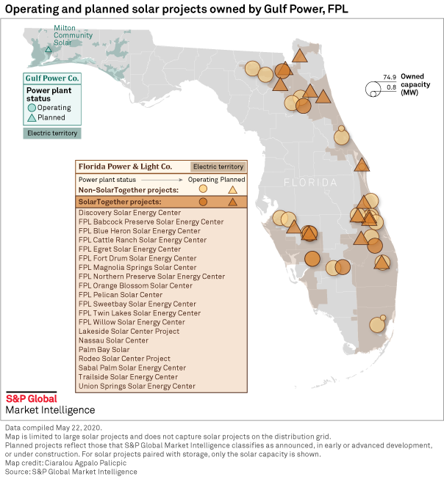 Operating and planned solar projects owned by Gulf Power, FPL
Milton
Community
Solar
Gulf Power Co.
Power plant
status
Operating
Planned
Electric territory
74.9
0.8
Owned
capacity
(MW)
FLORIDA
Florida Power & Light Co.
Electric territory
Power plant status
Operating Planned
Non-SolarTogether projects:
SolarTogether projects:
Discovery Solar Energy Center
FPL Babcock Preserve Solar Energy Center
FPL Blue Heron Solar Energy Center
FPL Cattle Ranch Solar Energy Center
FPL Egret Solar Energy Center
FPL Fort Drum Solar Energy Center
FPL Magnolia Springs Solar Center
FPL Northern Preserve Solar Energy Center
FPL Orange Blossom Solar Center
FPL Pelican Solar Center
FPL Sweetbay Solar Energy Center
FPL Twin Lakes Solar Energy Center
FPL Willow Solar Energy Center
Lakeside Solar Center Project
Nassau Solar Center
Palm Bay Solar
Rodeo Solar Center Project
Sabal Palm Solar Energy Center
Trailside Solar Energy Center
Union Springs Solar Energy Center
S&P Global
Market Intelligence
Data compiled May 22, 2020.
Map is limited to large solar projects and does not capture solar projects on the distribution grid.
Planned projects reflect those that S&P Global Market Intelligence classifies as announced, in early or advanced development,
or under construction. For solar projects paired with storage, only the solar capacity is shown.
Map credit: Ciaralou Agpalo Palicpic
Source: S&P Global Market Intelligence